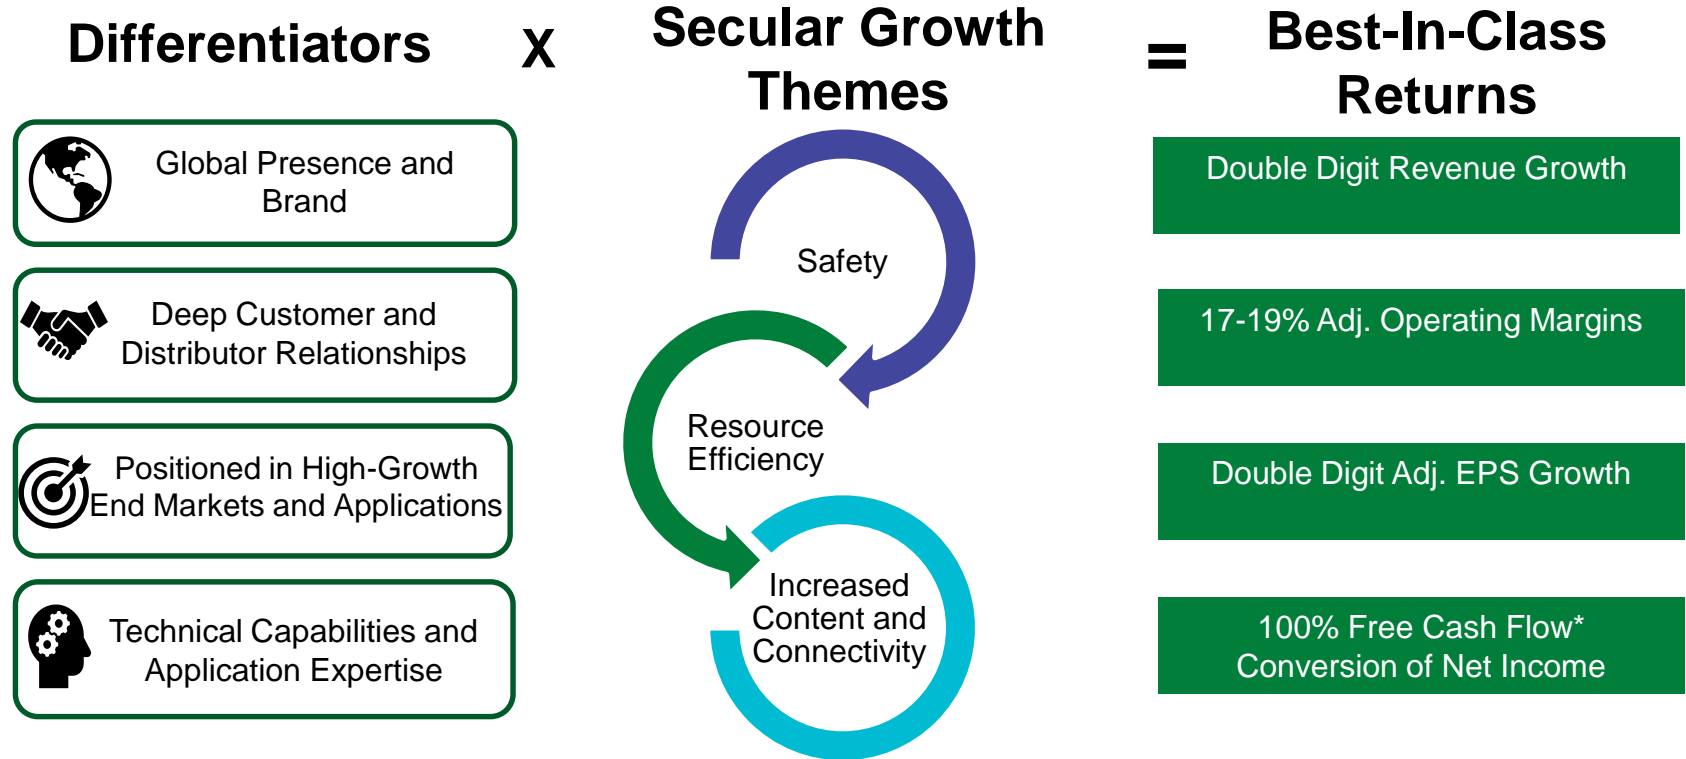 Differentiators
x
Secular Growth
Themes
=
Best-In-Class
Returns
Global Presence and
Brand
Deep Customer and
Distributor Relationships
Positioned in High-Growth
End Markets and Applications
Technical Capabilities and
Application Expertise
Safety
Resource
Efficiency
Increased
Content and
Connectivity
Double Digit Revenue Growth
17-19% Adj. Operating Margins
Double Digit Adj. EPS Growth
100% Free Cash Flow*
Conversion of Net Income